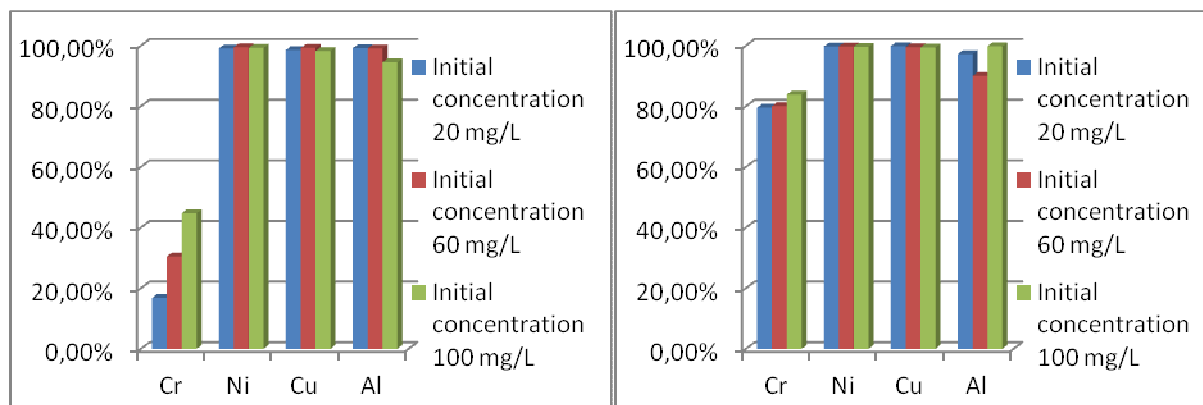 100,00%
80,00%
60,00%
40,00%
20,00%
0,00%
Cr Ni Cu Al
Initial
concentration
20 mg/L
Initial
concentration
60 mg/L
Initial
concentration
100 mg/L
100,00%
80,00%
60,00%
40,00%
20,00%
0,00%
Cr Ni Cu Al
Initial
concentration
20 mg/L
Initial
concentration
60 mg/L
Initial
concentration
100 mg/L